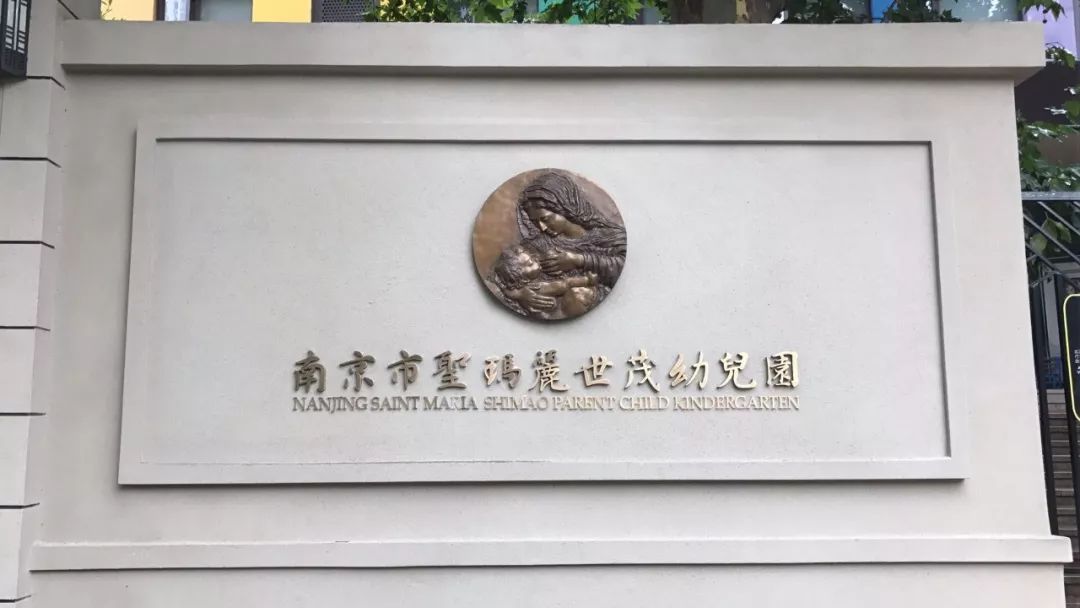 南京市聖瑪麗世茂幼兒園
NANJING SAINT MARIA SHIMAO PARENT CHILD KINDERGARTEN